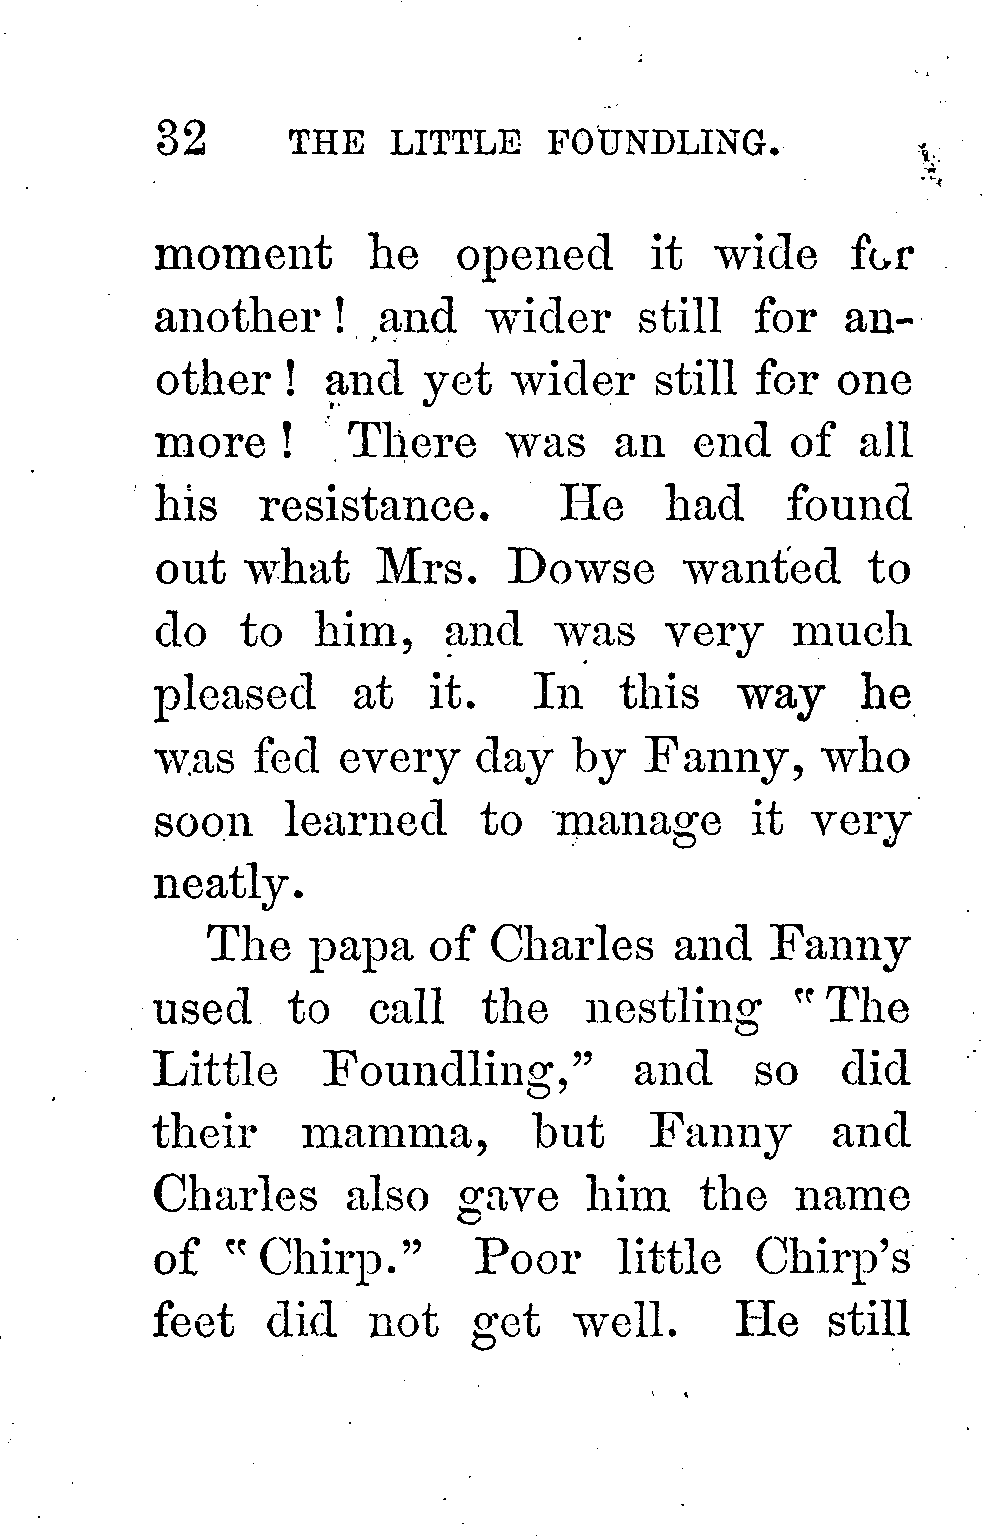 32 THE LITTLE FOUNDLING.
moment he opened it wide for
another ! and wider still for an-
other ! and yet wider still for one
more ! There was an end of all
his resistance. He had found
out what Mrs. Dowse wanted to
do to him, and was very much
pleased at it. In this way he
was fed every day by Fanny, who
soon learned to manage it very
neatly.
The papa of Charles and Fanny
used to call the nestling “ The
Little Foundling,” and so did
their mamma, but Fanny and
Charles also gave him the name
of “ Chirp.” Poor little Chirp’s
feet did not get well. He still